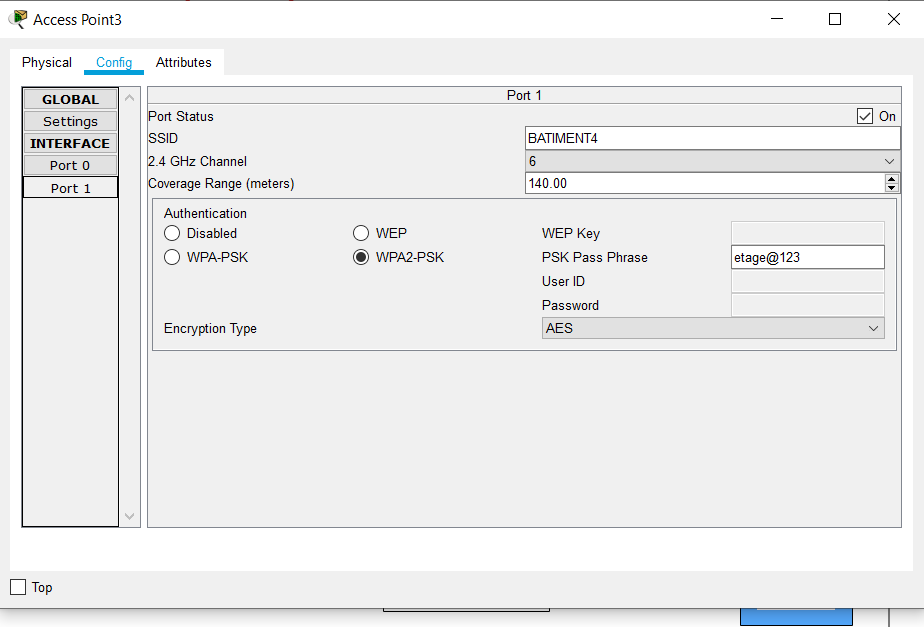 Access Point3
Physical Config Attributes
GLOBAL
Settings
INTERFACE
Port 0
Port 1
Port 1
Port Status On
SSID BATIMENT4
2.4 GHz Channel 6
Coverage Range (meters) 140.00
Authentication
Disabled WEP WEP Key
WPA-PSK WPA2-PSK PSK Pass Phrase etage@123
User ID
Password
Encryption Type AES
Top